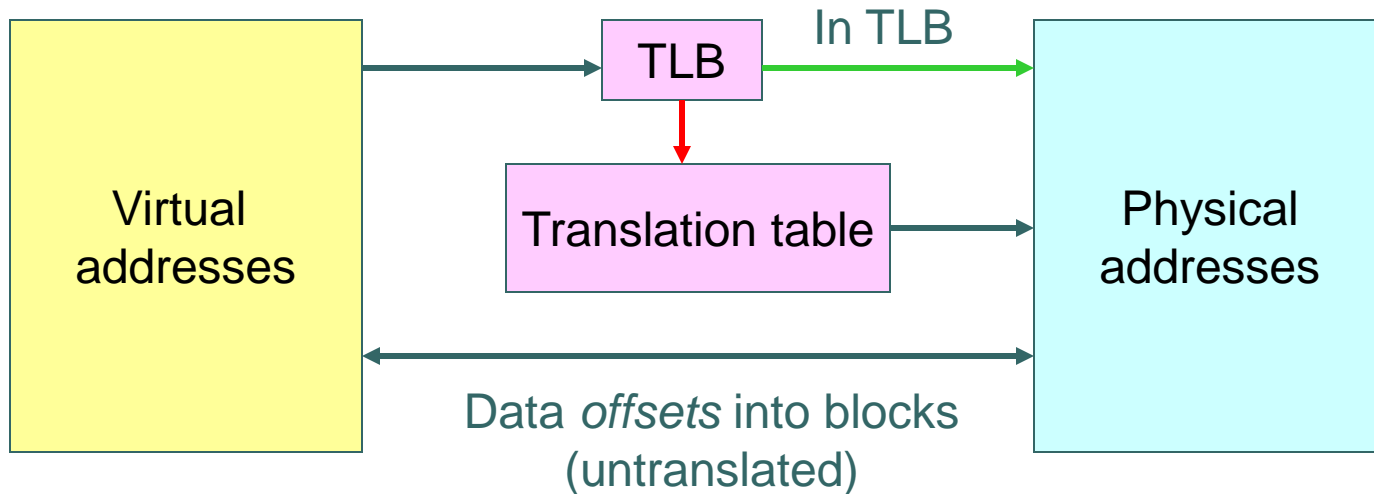 In TLB
TLB
Virtual
addresses
Translation table
Physical
addresses
Data offsets into blocks
(untranslated)